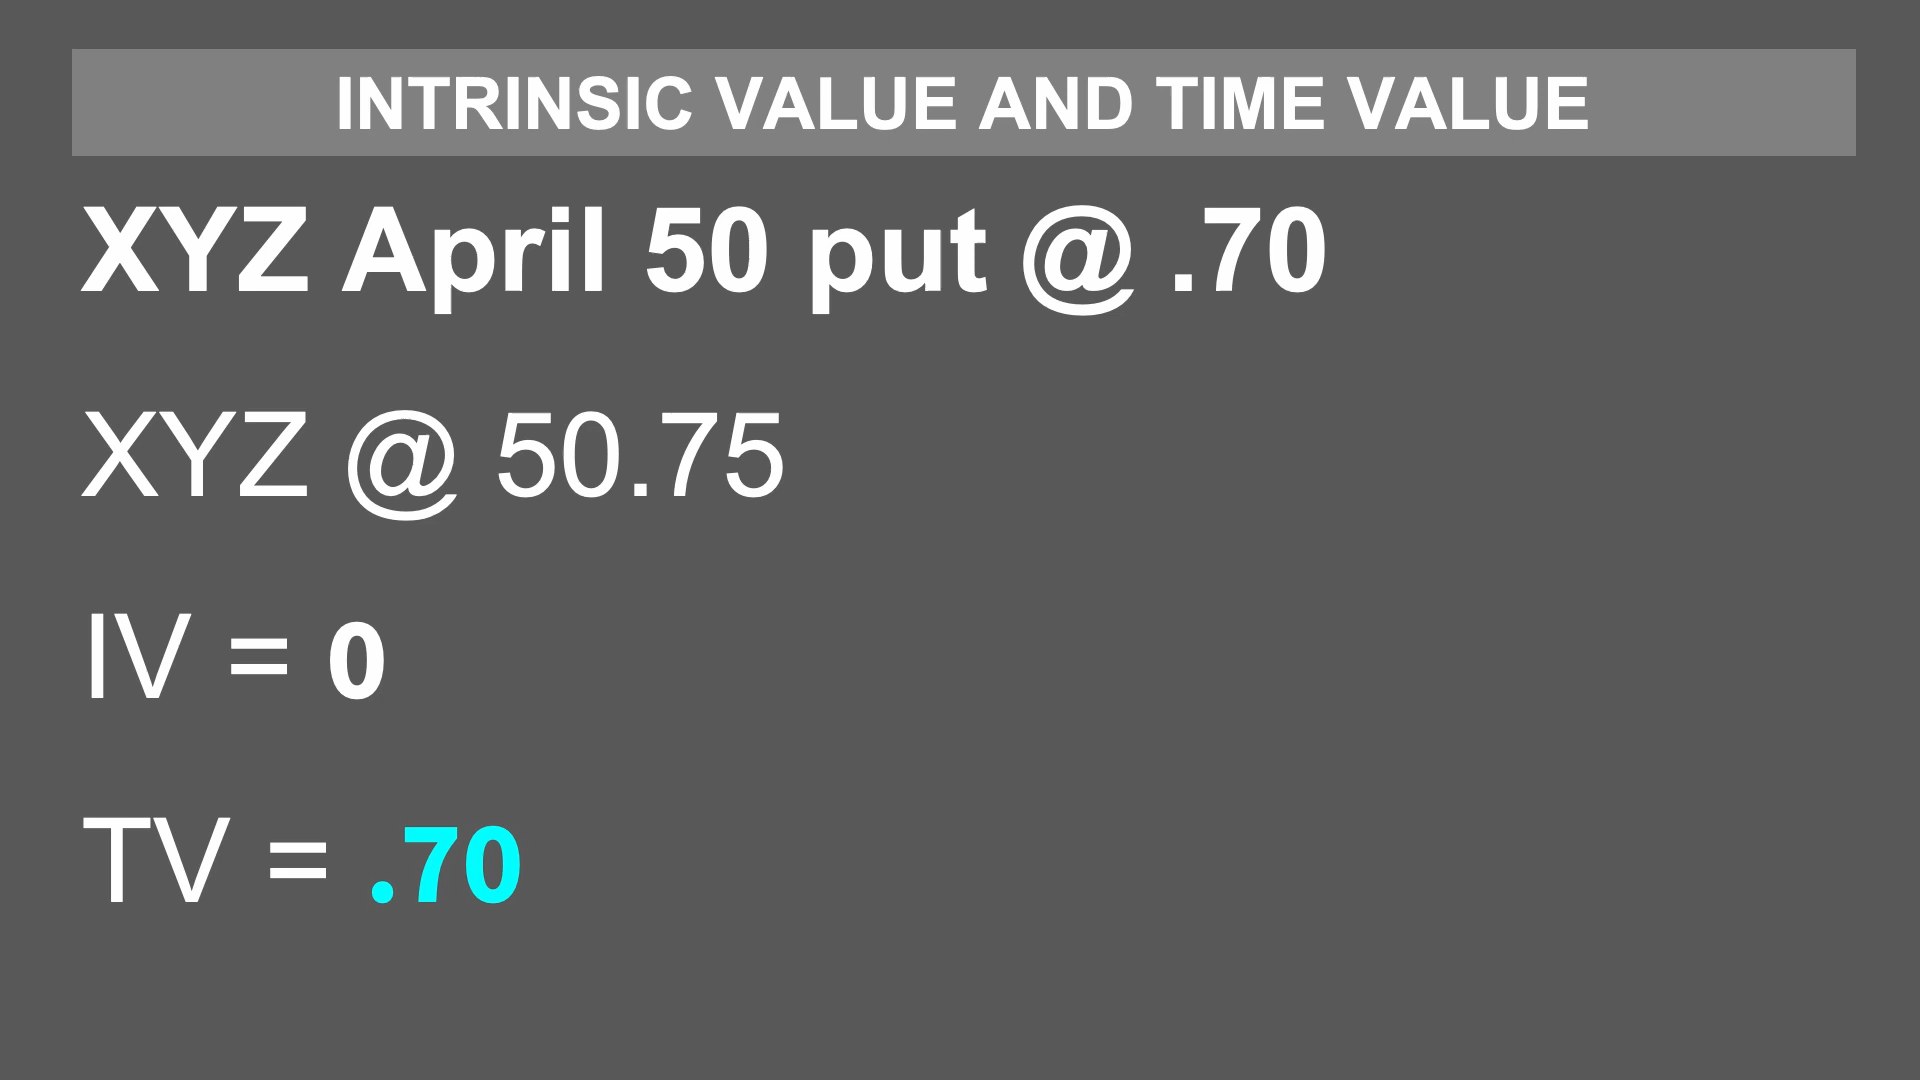 INTRINSIC VALUE AND TIME VALUE
XYZ April 50 put @ .70
XYZ @ 50.75
IV = 0
TV = .70